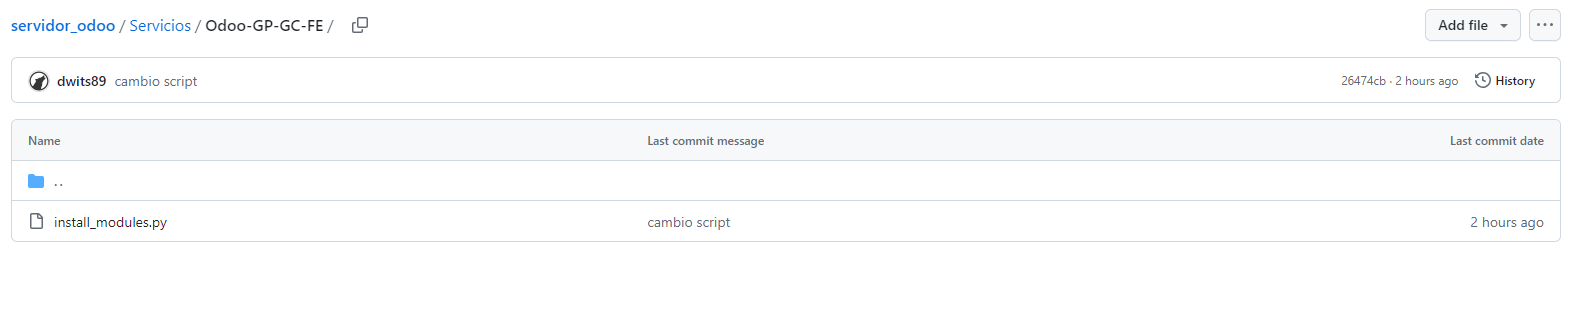 servidor_odoo / Servicios / Odoo-GP-GC-FE / Add file ...
dwits89 cambio script 26474cb · 2 hours ago History
Name Last commit message Last commit date
..
install_modules.py cambio script 2 hours ago